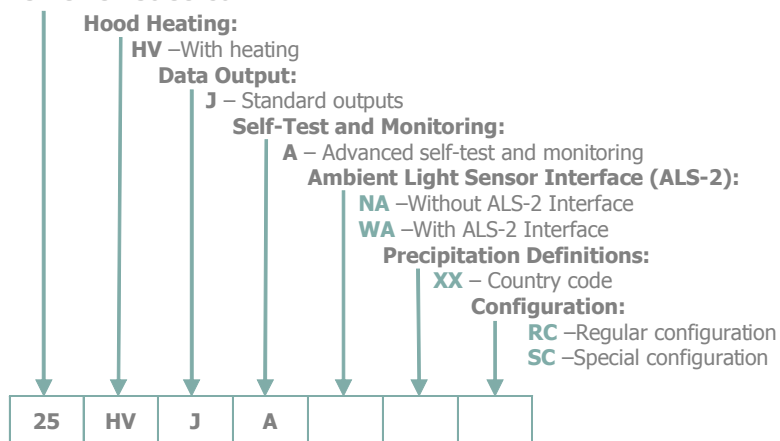 Hood Heating:
HV –With heating
Data Output:
J – Standard outputs
Self-Test and Monitoring:
A – Advanced self-test and monitoring
Ambient Light Sensor Interface (ALS-2):
NA –Without ALS-2 Interface
WA –With ALS-2 Interface
Precipitation Definitions:
XX – Country code
Configuration:
RC –Regular configuration
SC –Special configuration
25 HV J A